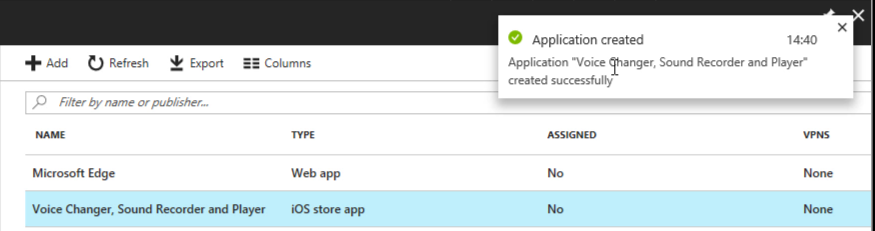 Application created 14:40
Application "Voice Changer, Sound Recorder and Player"
created successfully
Add Refresh Export Columns
Filter by name or publisher...
NAME TYPE ASSIGNED VPNS
Microsoft Edge Web app No None
Voice Changer, Sound Recorder and Player iOS store app No None